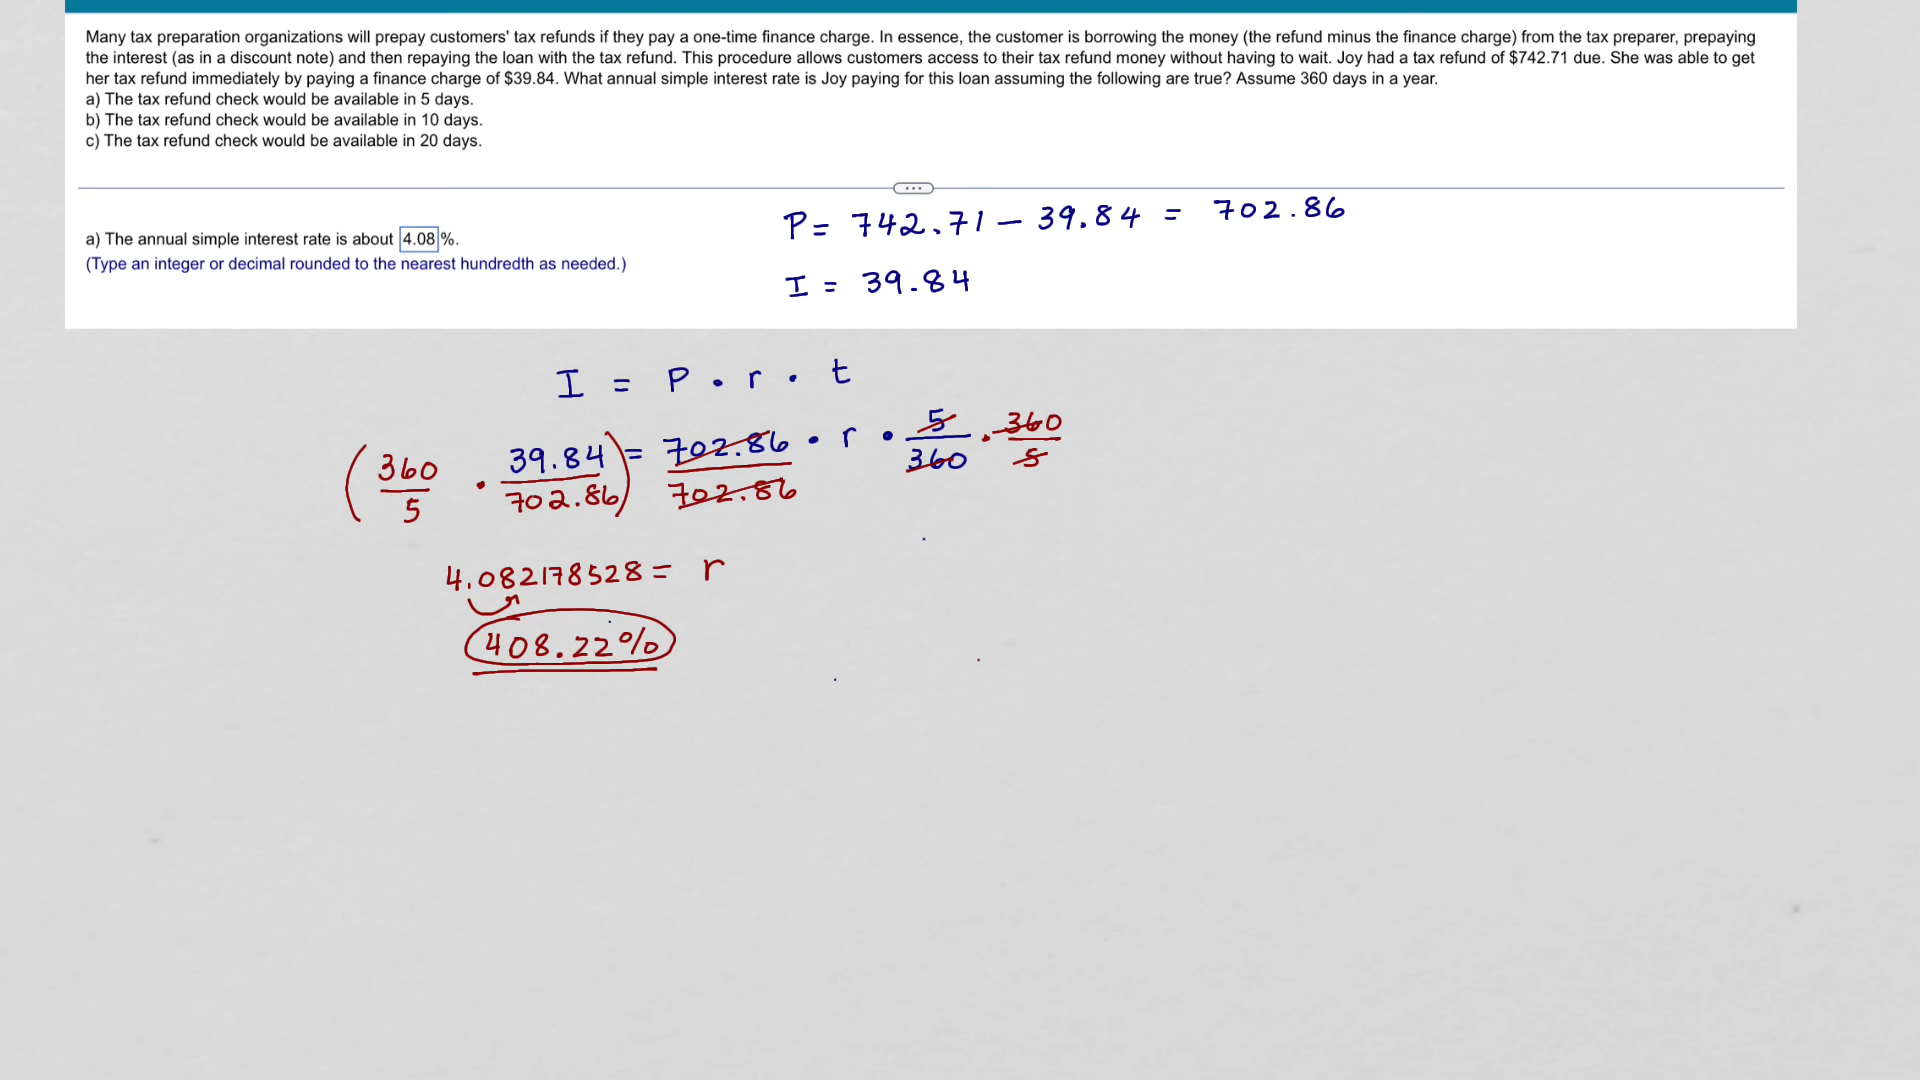 Many tax preparation organizations will prepay customers' tax refunds if they pay a one-time finance charge. In essence, the customer is borrowing the money (the refund minus the finance charge) from the tax preparer, prepaying
the interest (as in a discount note) and then repaying the loan with the tax refund. This procedure allows customers access to their tax refund money without having to wait. Joy had a tax refund of $742.71 due. She was able to get
her tax refund immediately by paying a finance charge of $39.84. What annual simple interest rate is Joy paying for this loan assuming the following are true? Assume 360 days in a year.
a) The tax refund check would be available in 5 days.
b) The tax refund check would be available in 10 days.
c) The tax refund check would be available in 20 days.
P = 742.71 - 39.84 = 702.86
a) The annual simple interest rate is about 4.08 %.
(Type an integer or decimal rounded to the nearest hundredth as needed.)
I = 39.84
I = P . r . t
(360/5 . 39.84/702.86) = 702.86/702.86 . r . 5/360 . 360/5
4.082178528 = r
408.22%